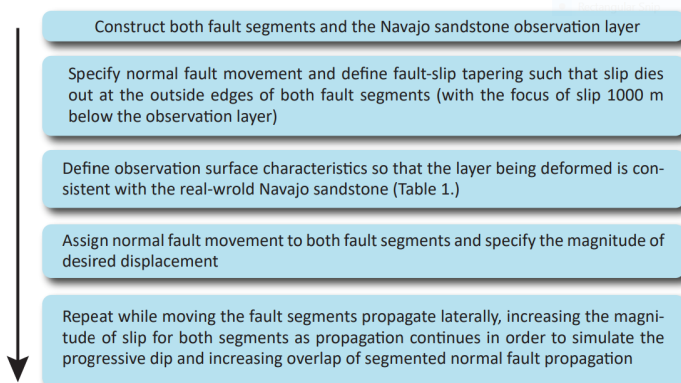 Construct both fault segments and the Navajo sandstone observation layer
Specify normal fault movement and define fault-slip tapering such that slip dies
out at the outside edges of both fault segments (with the focus of slip 1000 m
below the observation layer)
Define observation surface characteristics so that the layer being deformed is con-
sistent with the real-wrold Navajo sandstone (Table 1.)
Assign normal fault movement to both fault segments and specify the magnitude of
desired displacement
Repeat while moving the fault segments propagate laterally, increasing the magni-
tude of slip for both segments as propagation continues in order to simulate the
progressive dip and increasing overlap of segmented normal fault propagation